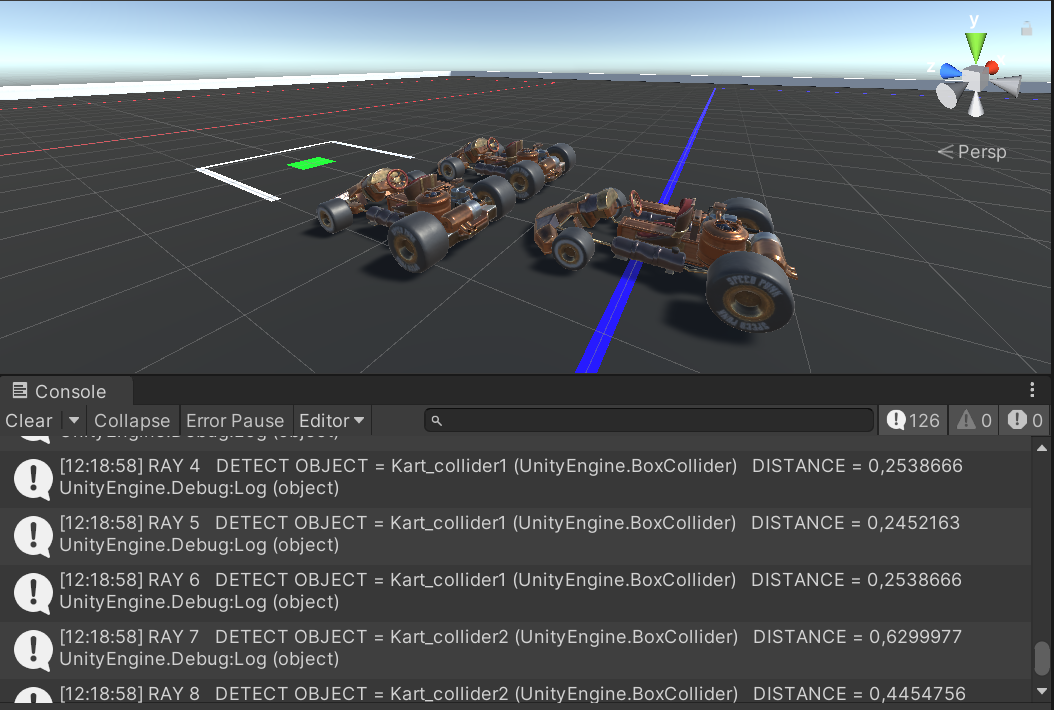 y
z
Persp
SPEED
Console
Clear
Collapse
Error Pause
Editor
126
0
0
UnityEngine.Debug:Log (object)
[12:18:58] RAY 4 DETECT OBJECT = Kart_collider1 (UnityEngine.BoxCollider) DISTANCE = 0,2538666
UnityEngine.Debug:Log (object)
[12:18:58] RAY 5 DETECT OBJECT = Kart_collider1 (UnityEngine.BoxCollider) DISTANCE = 0,2452163
UnityEngine.Debug:Log (object)
[12:18:58] RAY 6 DETECT OBJECT = Kart_collider1 (UnityEngine.BoxCollider) DISTANCE = 0,2538666
UnityEngine.Debug:Log (object)
[12:18:58] RAY 7 DETECT OBJECT = Kart_collider2 (UnityEngine.BoxCollider) DISTANCE = 0,6299977
UnityEngine.Debug:Log (object)
[12:18:58] RAY 8 DETECT OBJECT = Kart_collider2 (UnityEngine.BoxCollider) DISTANCE = 0,4454756